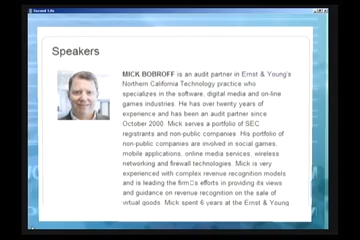 Second Life
Speakers
MICK BOBROFF is an audit partner in Ernst & Young's
Northern California Technology practice who
specializes in the software, digital media and on-line
games industries. He has over twenty years of
experience and has been an audit partner since
October 2000. Mick serves a portfolio of SEC
registrants and non-public companies. His portfolio of
non-public companies are involved in social games,
mobile applications, online media services, wireless
networking and firewall technologies. Mick is very
experienced with complex revenue recognition models
and is leading the firm□s efforts in providing its views
and guidance on revenue recognition on the sale of
virtual goods. Mick spent 6 years at the Ernst & Young